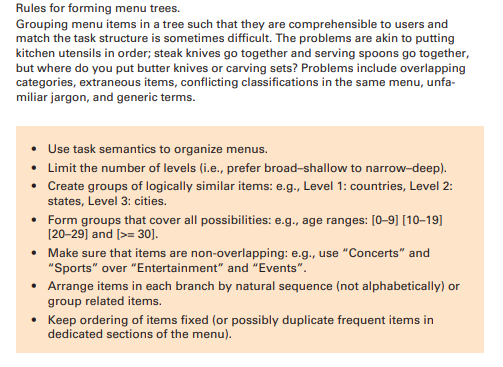 Rules for forming menu trees.
Grouping menu items in a tree such that they are comprehensible to users and
match the task structure is sometimes difficult. The problems are akin to putting
kitchen utensils in order; steak knives go together and serving spoons go together,
but where do you put butter knives or carving sets? Problems include overlapping
categories, extraneous items, conflicting classifications in the same menu, unfa-
miliar jargon, and generic terms.
• Use task semantics to organize menus.
• Limit the number of levels (i.e., prefer broad–shallow to narrow–deep).
• Create groups of logically similar items: e.g., Level 1: countries, Level 2:
states, Level 3: cities.
• Form groups that cover all possibilities: e.g., age ranges: [0–9] [10–19]
[20–29] and [>= 30].
• Make sure that items are non-overlapping: e.g., use “Concerts” and
“Sports” over “Entertainment” and “Events”.
• Arrange items in each branch by natural sequence (not alphabetically) or
group related items.
• Keep ordering of items fixed (or possibly duplicate frequent items in
dedicated sections of the menu).